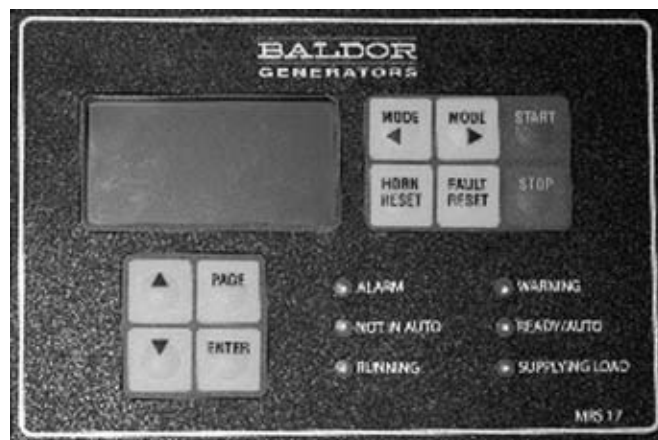 BALDOR
GENERATORS
MODE
MODE
START
HORN
RESET
FAULT
RESET
STOP
PAGE
ENTER
ALARM
WARNING
NOT IN AUTO
READY/AUTO
RUNNING
SUPPLYING LOAD
MRS 17